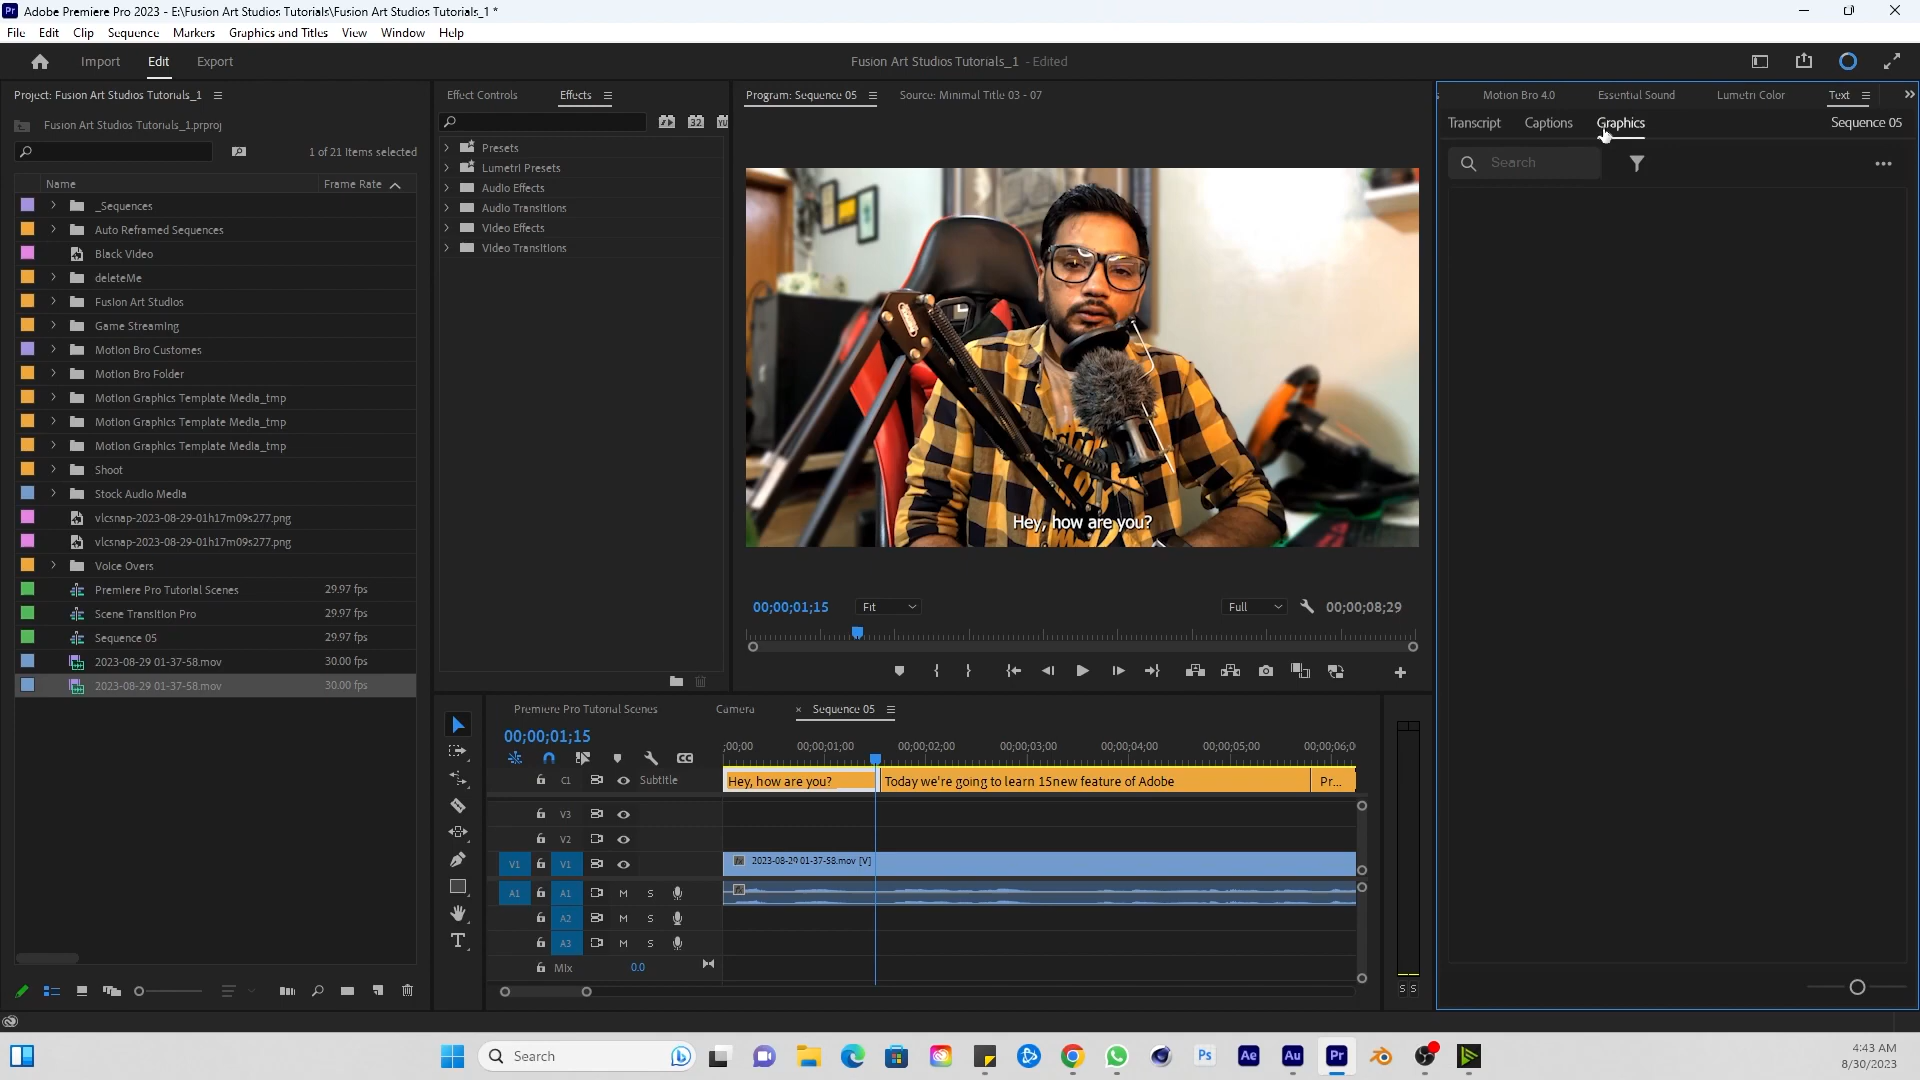 Adobe Premiere Pro 2023 - E:\Fusion Art Studios Tutorials\Fusion Art Studios Tutorials_1 *
File Edit Clip Sequence Markers Graphics and Titles View Window Help
Import Edit Export
Fusion Art Studios Tutorials_1 - Edited
Project: Fusion Art Studios Tutorials_1
Fusion Art Studios Tutorials_1.prproj
1 of 21 items selected
Name Frame Rate
_Sequences
Auto Reframed Sequences
Black Video
deleteMe
Fusion Art Studios
Game Streaming
Motion Bro Customes
Motion Bro Folder
Motion Graphics Template Media_tmp
Motion Graphics Template Media_tmp
Motion Graphics Template Media_tmp
Shoot
Stock Audio Media
vlcsnap-2023-08-29-01h17m09s277.png
vlcsnap-2023-08-29-01h17m09s277.png
Voice Overs
Premiere Pro Tutorial Scenes 29.97 fps
Scene Transition Pro 29.97 fps
Sequence 05 29.97 fps
2023-08-29 01-37-58.mov 30.00 fps
2023-08-29 01-37-58.mov 30.00 fps
Effect Controls Effects
Presets
Lumetri Presets
Audio Effects
Audio Transitions
Video Effects
Video Transitions
Program: Sequence 05 Source: Minimal Title 03 - 07
Hey, how are you?
00;00;01;15 Fit Full 00;00;08;29
Motion Bro 4.0 Essential Sound Lumetri Color Text
Transcript Captions Graphics Sequence 05
Search
Premiere Pro Tutorial Scenes Camera × Sequence 05
00;00;01;15
;00;00 00;00;01;00 00;00;02;00 00;00;03;00 00;00;04;00 00;00;05;00 00;00;06;0
C1 Subtitle Hey, how are you? Today we're going to learn 15new feature of Adobe Pr...
V3
V2
V1 V1 fx 2023-08-29 01-37-58.mov [V]
A1 A1 M S
A2 M S
A3 M S
Mix 0.0
S S
Search
Ps Ae Au Pr
4:43 AM
8/30/2023